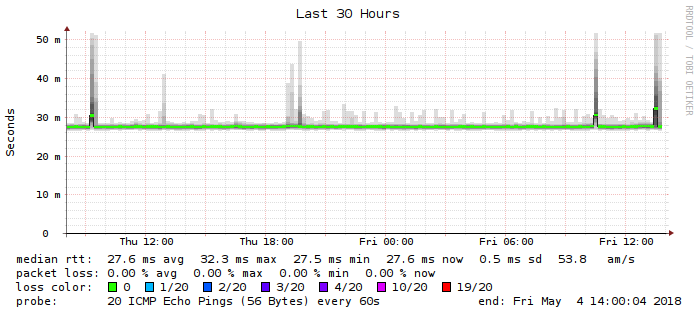 Last 30 Hours
RRDTOOL / TOBI OETIKER
Seconds
50 m
40 m
30 m
20 m
10 m
0
Thu 12:00 Thu 18:00 Fri 00:00 Fri 06:00 Fri 12:00
median rtt: 27.6 ms avg 32.3 ms max 27.5 ms min 27.6 ms now 0.5 ms sd 53.8 am/s
packet loss: 0.00 % avg 0.00 % max 0.00 % min 0.00 % now
loss color: 0 1/20 2/20 3/20 4/20 10/20 19/20
probe: 20 ICMP Echo Pings (56 Bytes) every 60s end: Fri May 4 14:00:04 2018